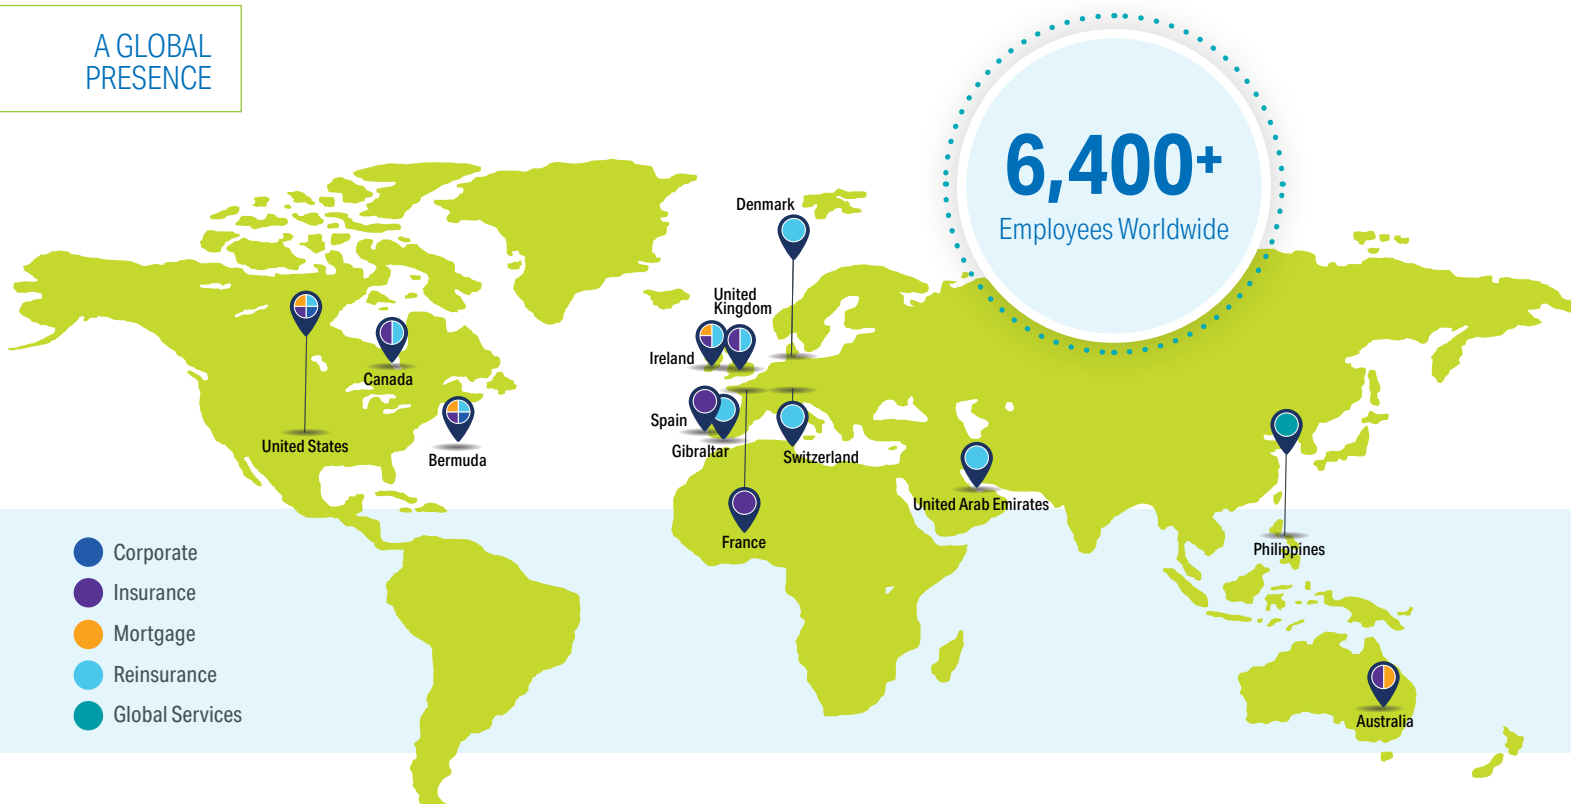 A GLOBAL
PRESENCE
6,400+
Employees Worldwide
Denmark
United
Kingdom
Ireland
Canada
Spain
United States
Gibraltar
Bermuda
Switzerland
United Arab Emirates
France
Philippines
Australia
Corporate
Insurance
Mortgage
Reinsurance
Global Services